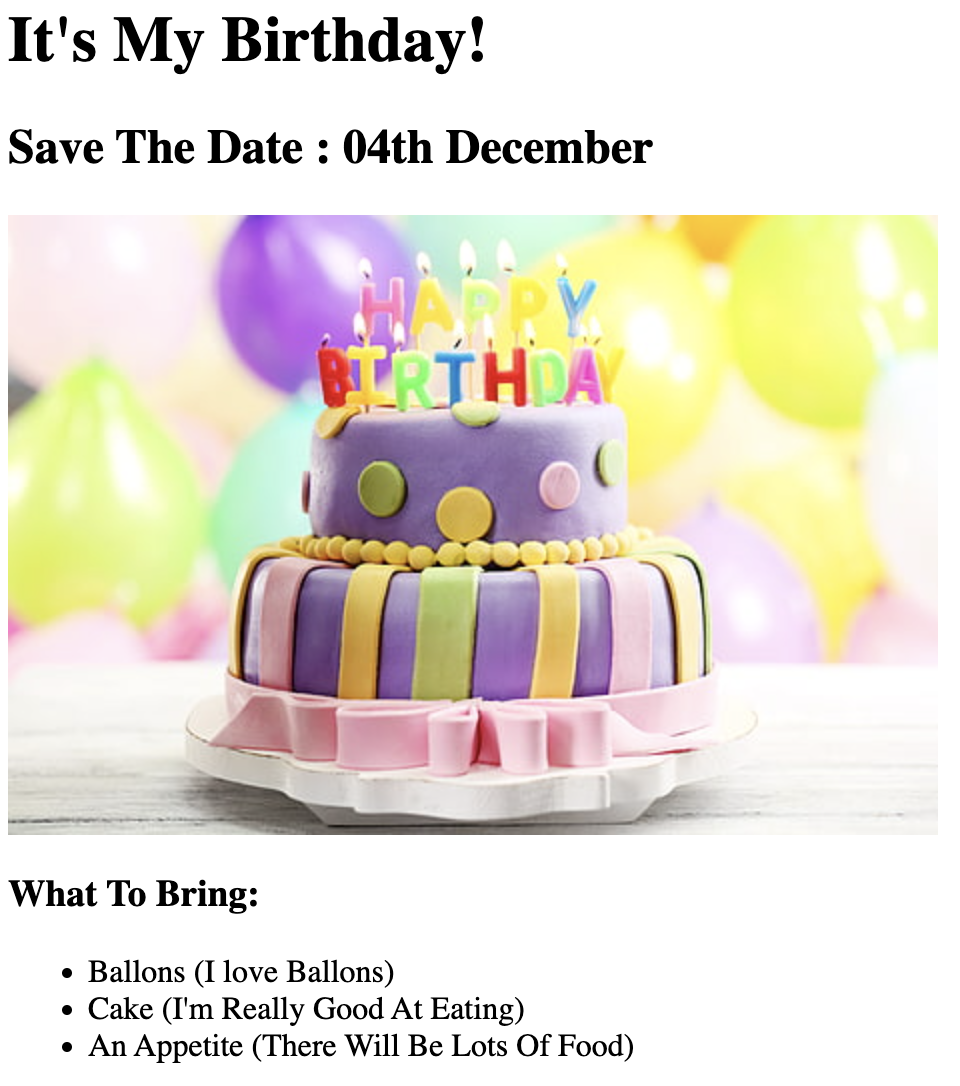 It's My Birthday!
Save The Date : 04th December
HAPPY
BIRTHDAY
What To Bring:
Ballons (I love Ballons)
Cake (I'm Really Good At Eating)
An Appetite (There Will Be Lots Of Food)